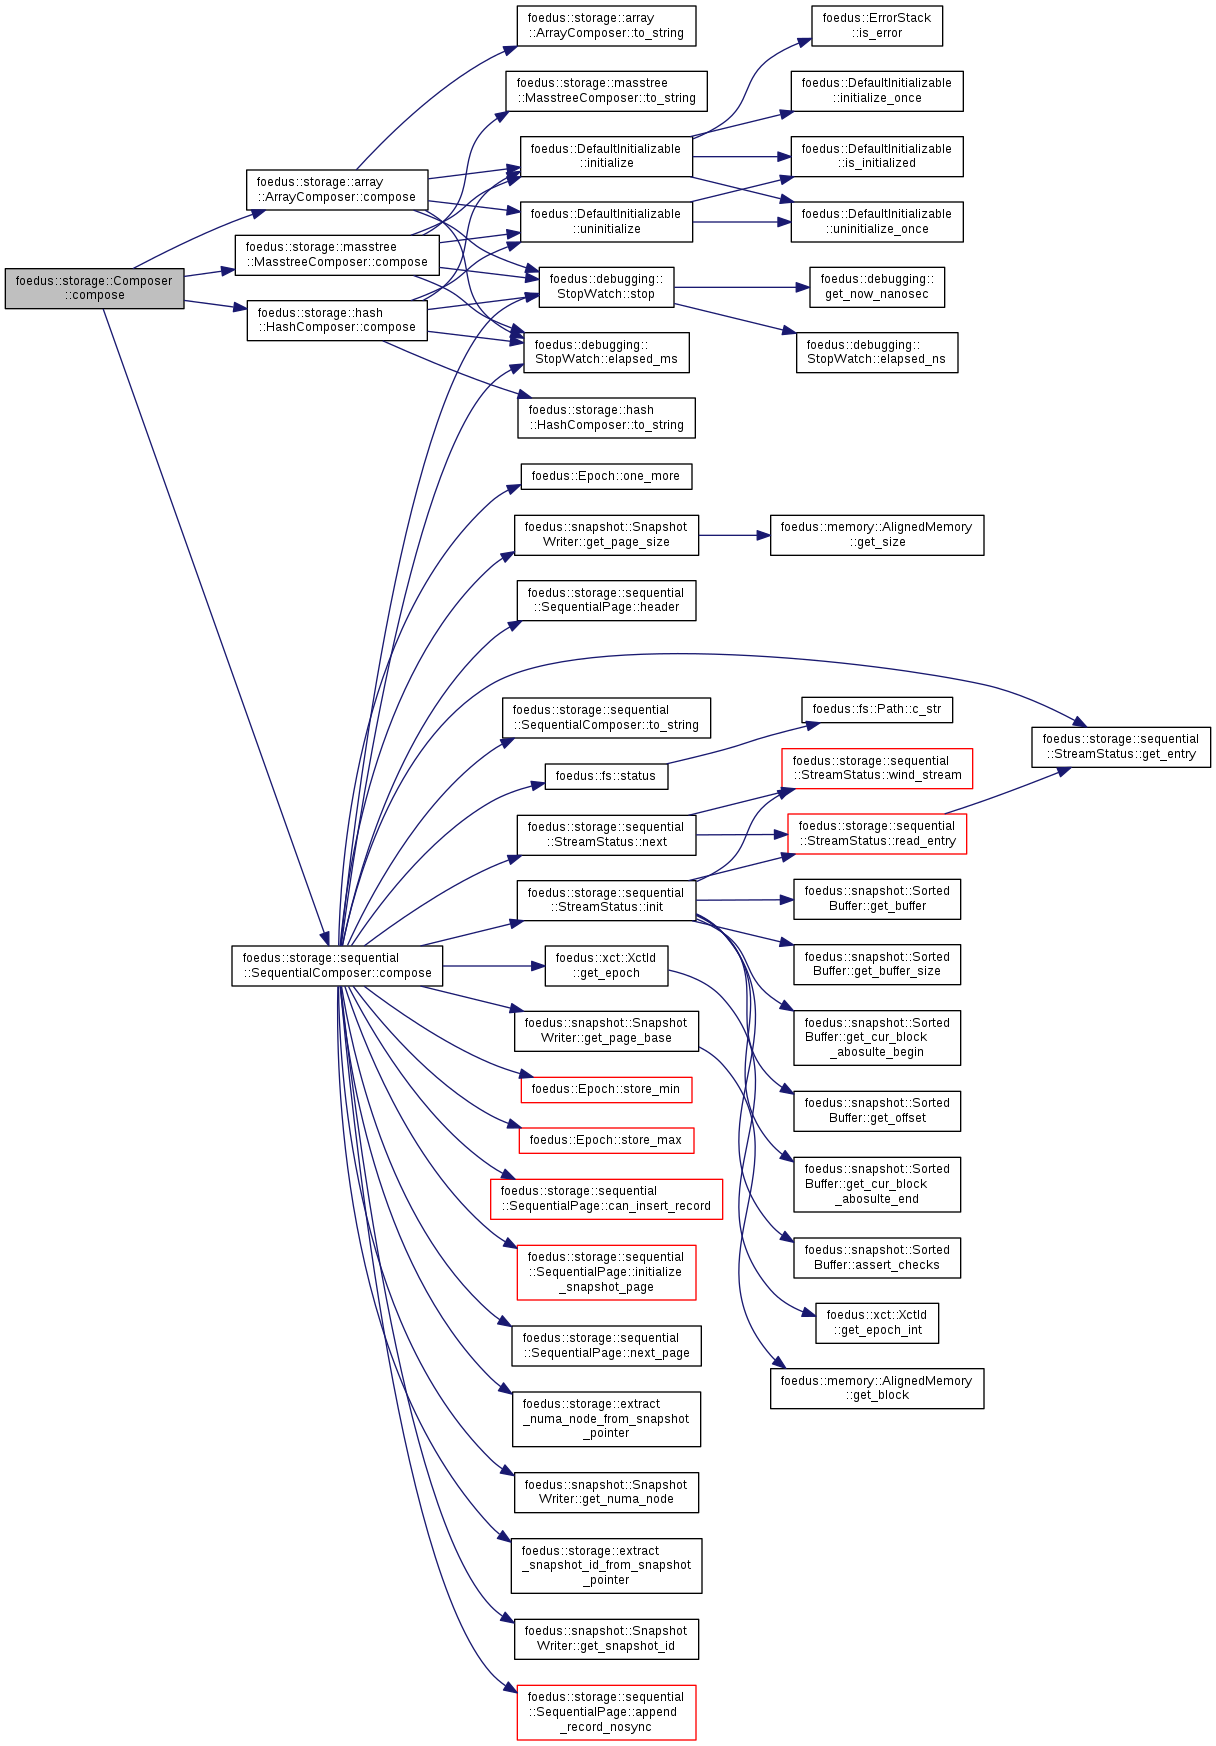 foedus::storage::Composer
::compose
foedus::storage::array
::ArrayComposer::compose
foedus::storage::masstree
::MasstreeComposer::compose
foedus::storage::hash
::HashComposer::compose
foedus::storage::sequential
::SequentialComposer::compose
foedus::storage::array
::ArrayComposer::to_string
foedus::storage::masstree
::MasstreeComposer::to_string
foedus::DefaultInitializable
::initialize
foedus::DefaultInitializable
::uninitialize
foedus::debugging::
StopWatch::stop
foedus::debugging::
StopWatch::elapsed_ms
foedus::storage::hash
::HashComposer::to_string
foedus::Epoch::one_more
foedus::snapshot::Snapshot
Writer::get_page_size
foedus::storage::sequential
::SequentialPage::header
foedus::storage::sequential
::SequentialComposer::to_string
foedus::fs::status
foedus::storage::sequential
::StreamStatus::next
foedus::storage::sequential
::StreamStatus::init
foedus::xct::XctId
::get_epoch
foedus::snapshot::Snapshot
Writer::get_page_base
foedus::Epoch::store_min
foedus::Epoch::store_max
foedus::storage::sequential
::SequentialPage::can_insert_record
foedus::storage::sequential
::SequentialPage::initialize
_snapshot_page
foedus::storage::sequential
::SequentialPage::next_page
foedus::storage::extract
_numa_node_from_snapshot
_pointer
foedus::snapshot::Snapshot
Writer::get_numa_node
foedus::storage::extract
_snapshot_id_from_snapshot
_pointer
foedus::snapshot::Snapshot
Writer::get_snapshot_id
foedus::storage::sequential
::SequentialPage::append
_record_nosync
foedus::ErrorStack
::is_error
foedus::DefaultInitializable
::initialize_once
foedus::DefaultInitializable
::is_initialized
foedus::DefaultInitializable
::uninitialize_once
foedus::debugging::
get_now_nanosec
foedus::debugging::
StopWatch::elapsed_ns
foedus::memory::AlignedMemory
::get_size
foedus::fs::Path::c_str
foedus::storage::sequential
::StreamStatus::wind_stream
foedus::storage::sequential
::StreamStatus::read_entry
foedus::snapshot::Sorted
Buffer::get_buffer
foedus::snapshot::Sorted
Buffer::get_buffer_size
foedus::snapshot::Sorted
Buffer::get_cur_block
_abosulte_begin
foedus::snapshot::Sorted
Buffer::get_offset
foedus::snapshot::Sorted
Buffer::get_cur_block
_abosulte_end
foedus::snapshot::Sorted
Buffer::assert_checks
foedus::xct::XctId
::get_epoch_int
foedus::memory::AlignedMemory
::get_block
foedus::storage::sequential
::StreamStatus::get_entry